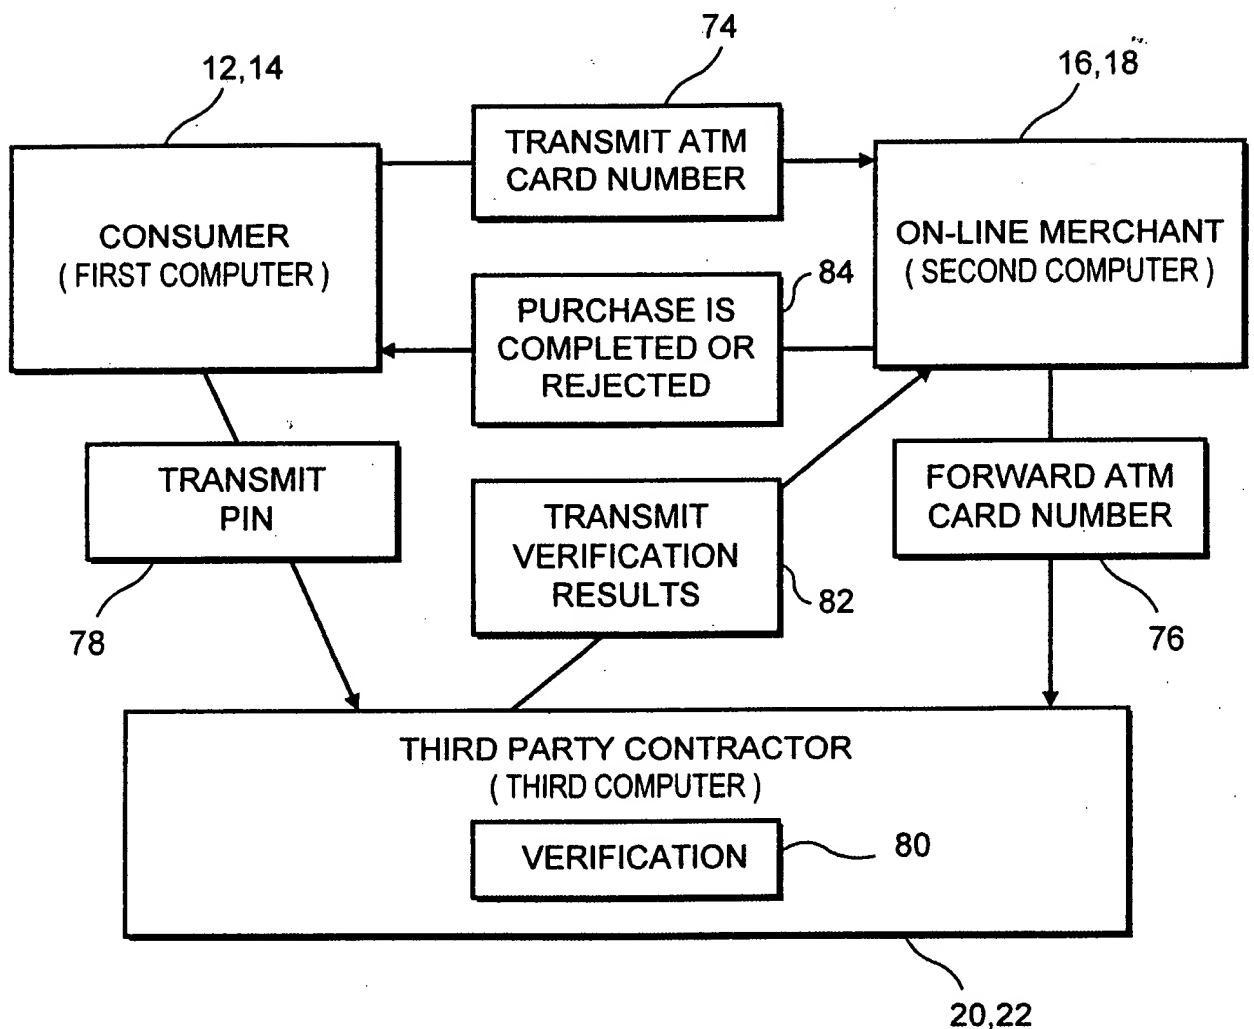 74
12,14
16,18
TRANSMIT ATM
CARD NUMBER
CONSUMER
( FIRST COMPUTER )
ON-LINE MERCHANT
( SECOND COMPUTER )
84
PURCHASE IS
COMPLETED OR
REJECTED
TRANSMIT
PIN
78
TRANSMIT
VERIFICATION
RESULTS
82
FORWARD ATM
CARD NUMBER
76
THIRD PARTY CONTRACTOR
( THIRD COMPUTER )
VERIFICATION
80
20,22